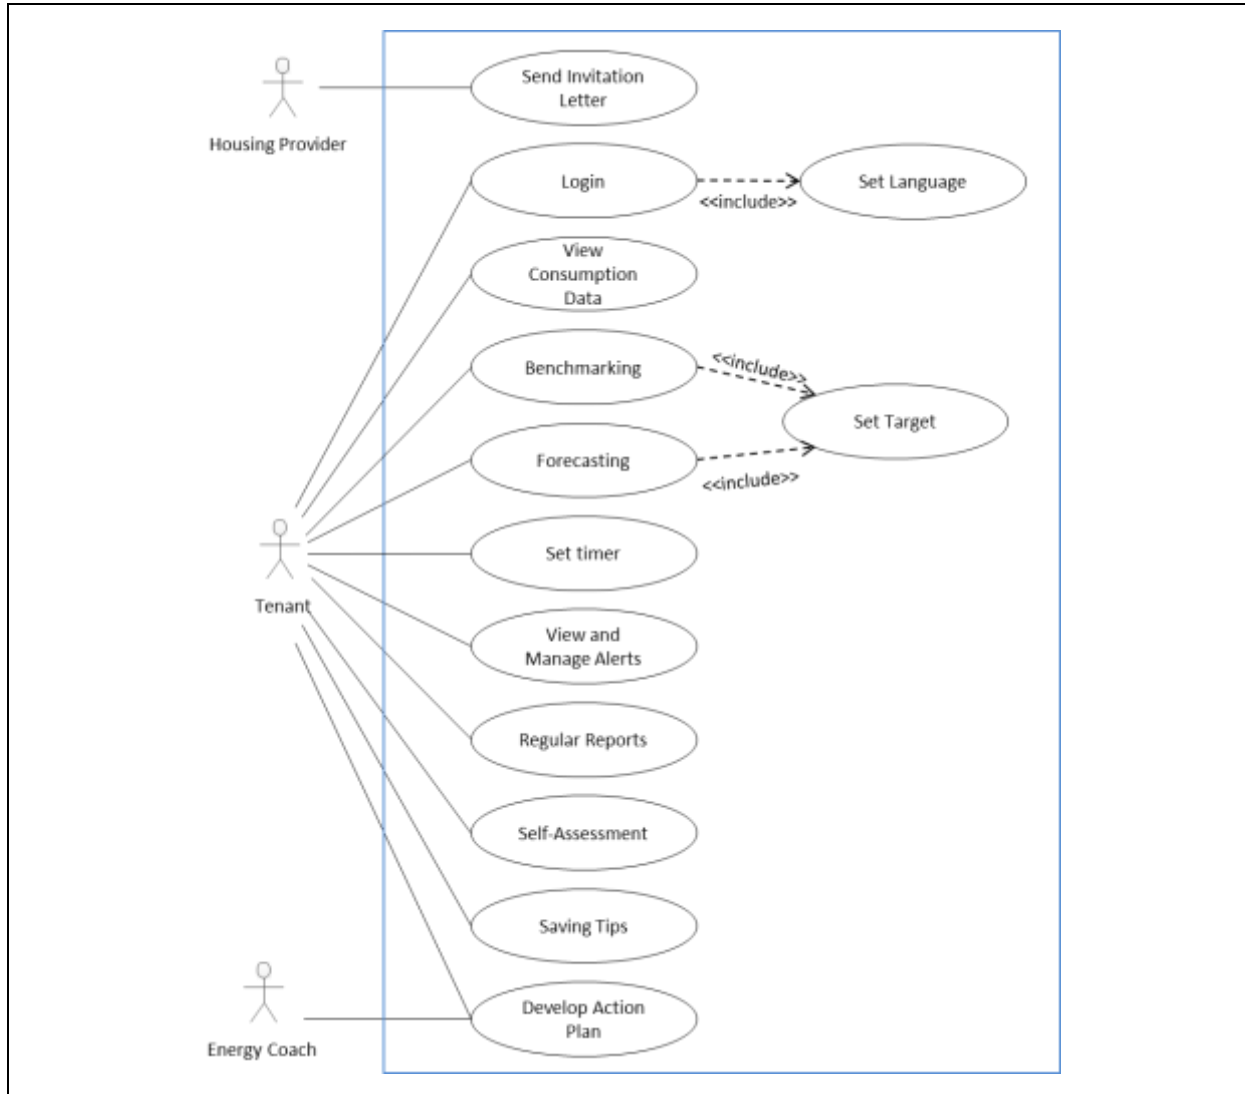 Send Invitation
Letter
Housing Provider
Login
<<include>>
Set Language
View
Consumption
Data
Benchmarking
<<include>>
Set Target
Forecasting
<<include>>
Set timer
Tenant
View and
Manage Alerts
Regular Reports
Self-Assessment
Saving Tips
Develop Action
Plan
Energy Coach